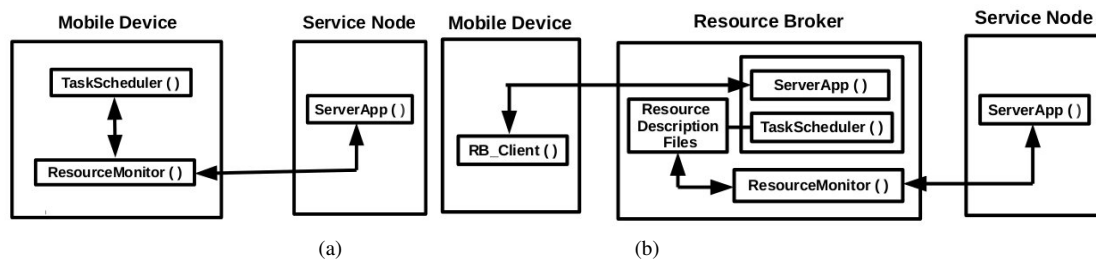 Mobile Device
Service Node
TaskScheduler ( )
ServerApp ( )
ResourceMonitor ( )
(a)
Mobile Device
Resource Broker
Service Node
RB_Client ( )
ServerApp ( )
Resource
Description
Files
TaskScheduler ( )
ResourceMonitor ( )
ServerApp ( )
(b)